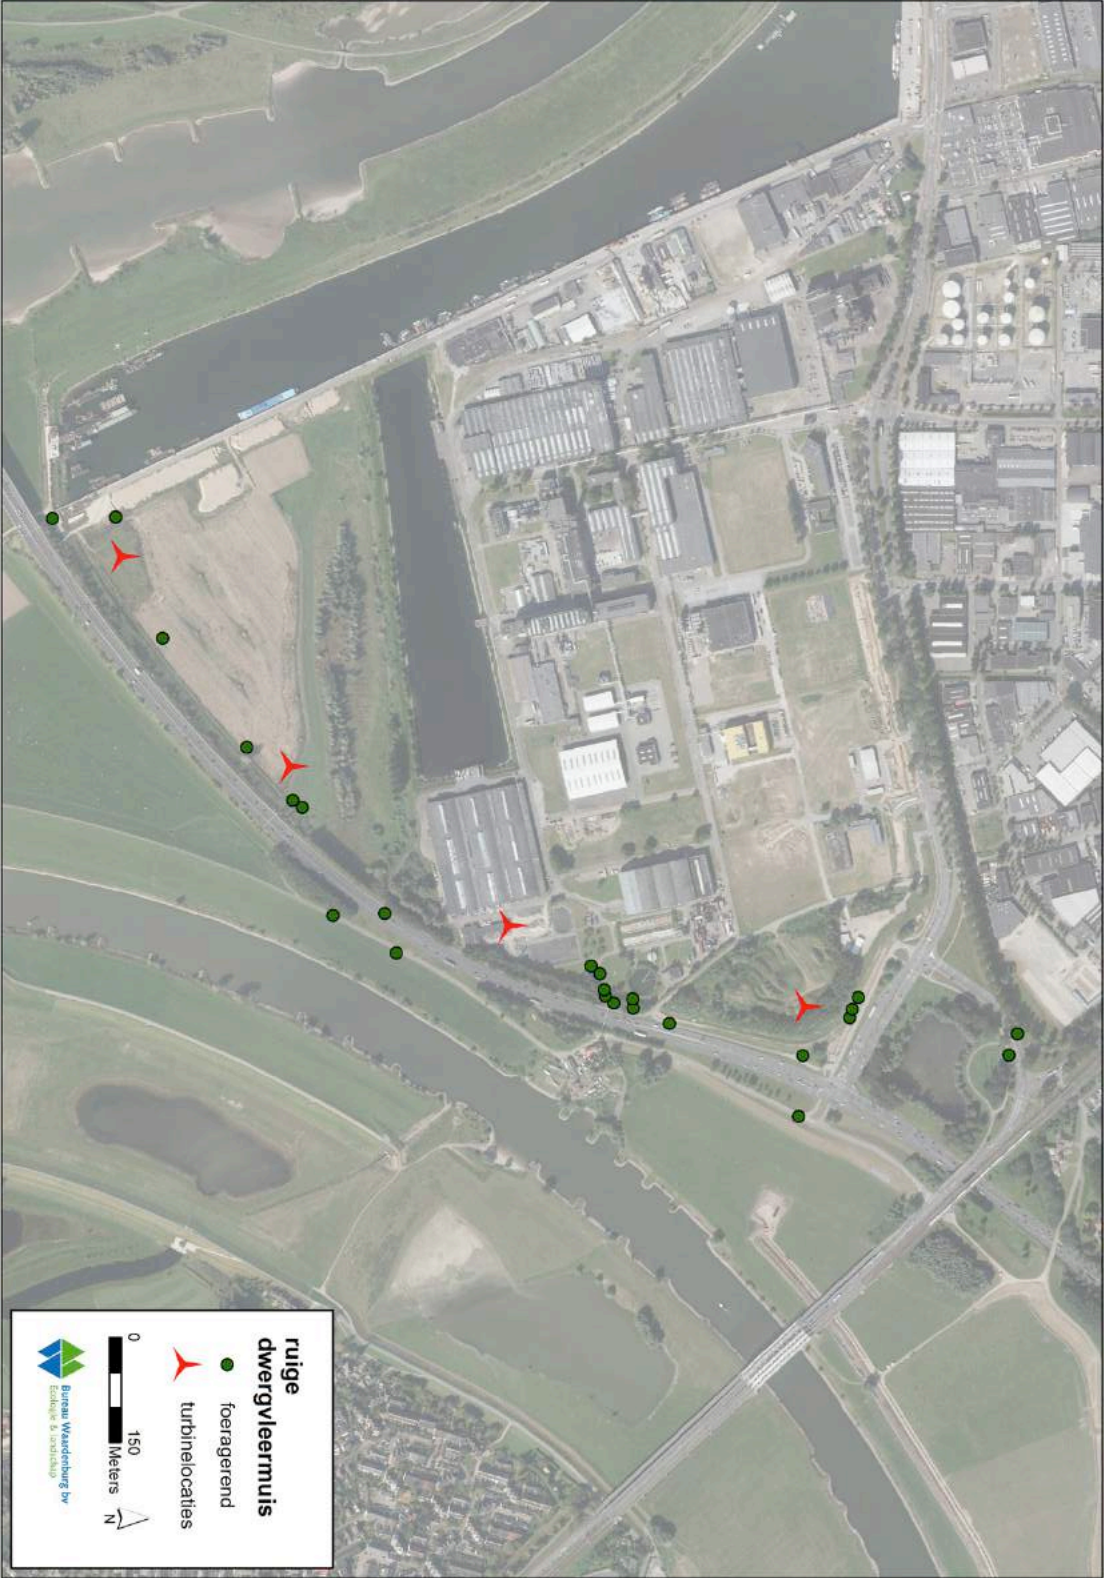 ruige
dwergvleermuis
foeragerend
turbinelocaties
0 150
Meters
N
Bureau Waardenburg bv
Ecologie & landschap